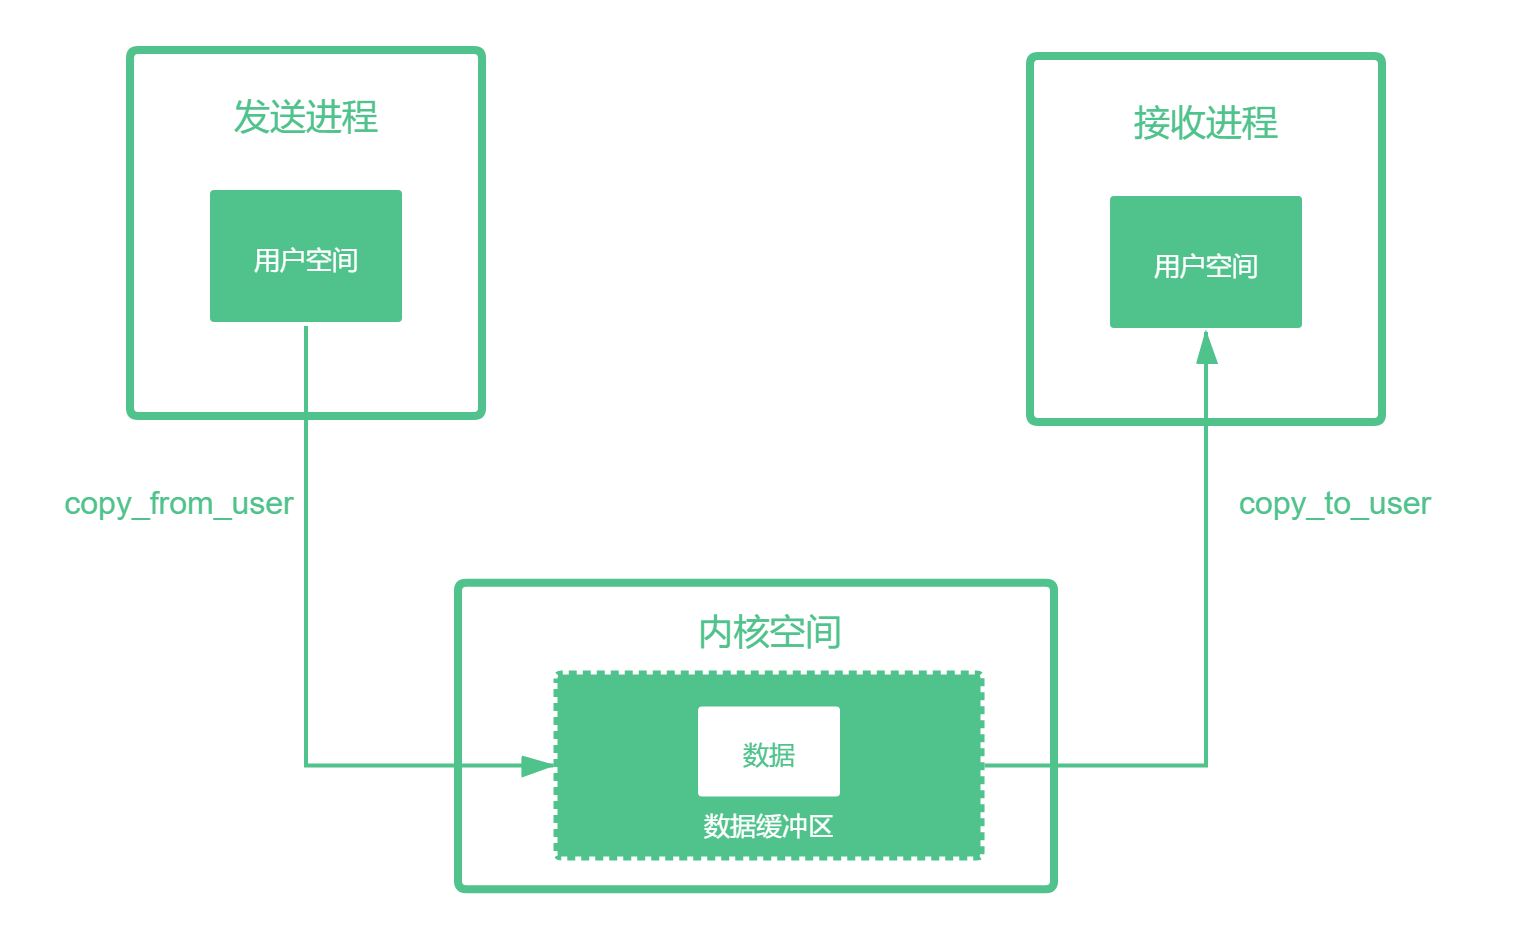 发送进程
用户空间
接收进程
用户空间
copy_from_user
copy_to_user
内核空间
数据
数据缓冲区